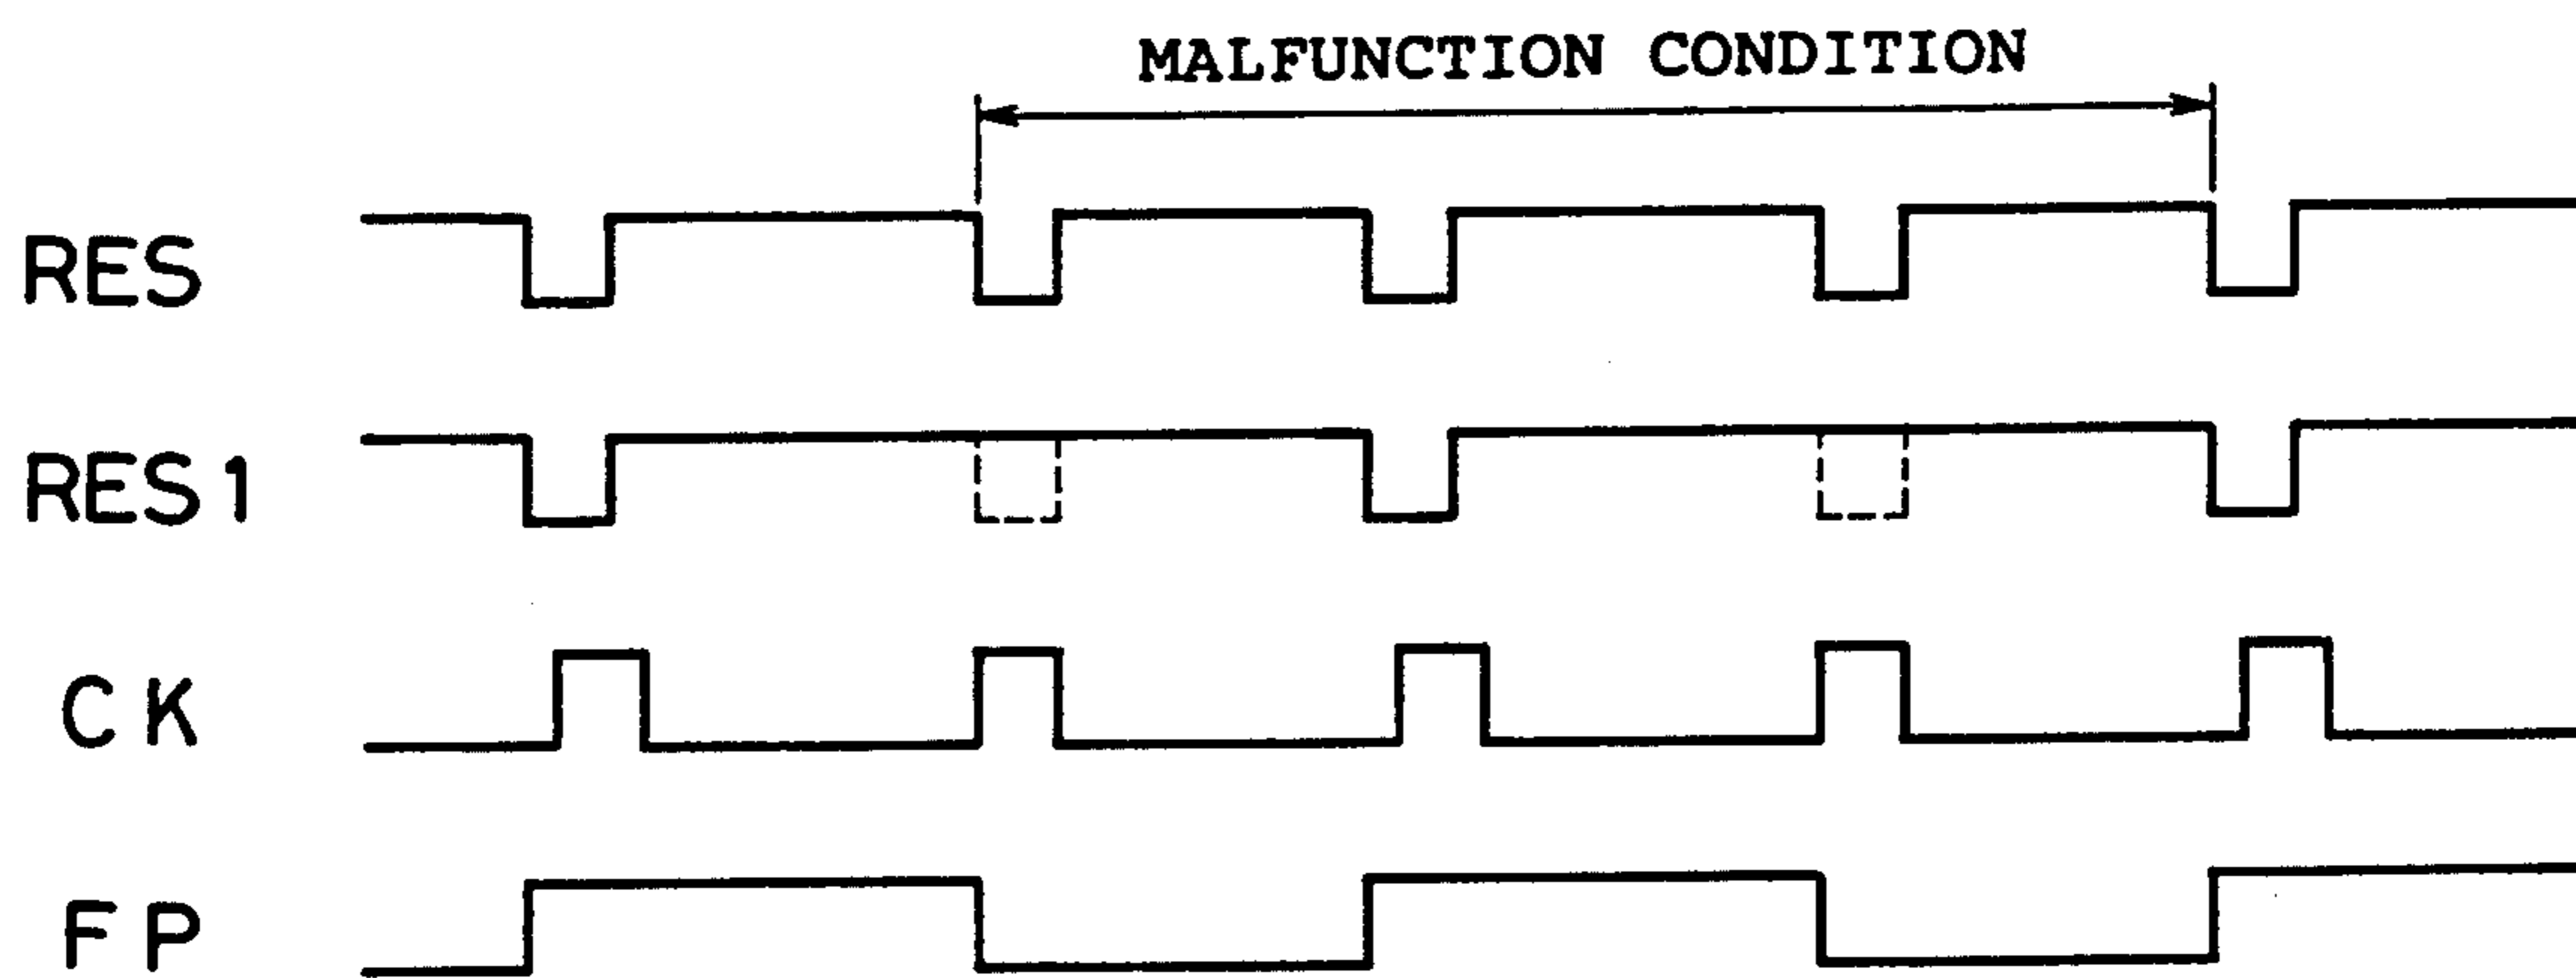 MALFUNCTION CONDITION
RES
RES1
CK
FP